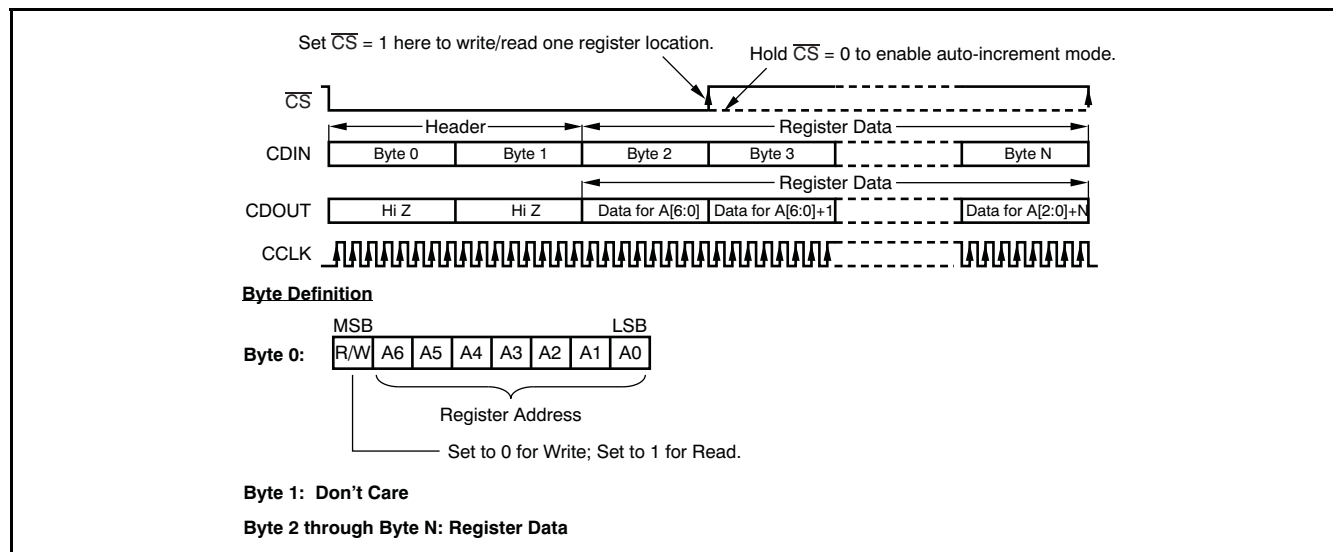 Set CS = 1 here to write/read one register location.
Hold CS = 0 to enable auto-increment mode.
CS
Header
Register Data
CDIN
Byte 0
Byte 1
Byte 2
Byte 3
Byte N
Register Data
CDOUT
Hi Z
Hi Z
Data for A[6:0]
Data for A[6:0]+1
Data for A[2:0]+N
CCLK
Byte Definition
MSB
LSB
Byte 0:
R/W A6 A5 A4 A3 A2 A1 A0
Register Address
Set to 0 for Write; Set to 1 for Read.
Byte 1: Don't Care
Byte 2 through Byte N: Register Data